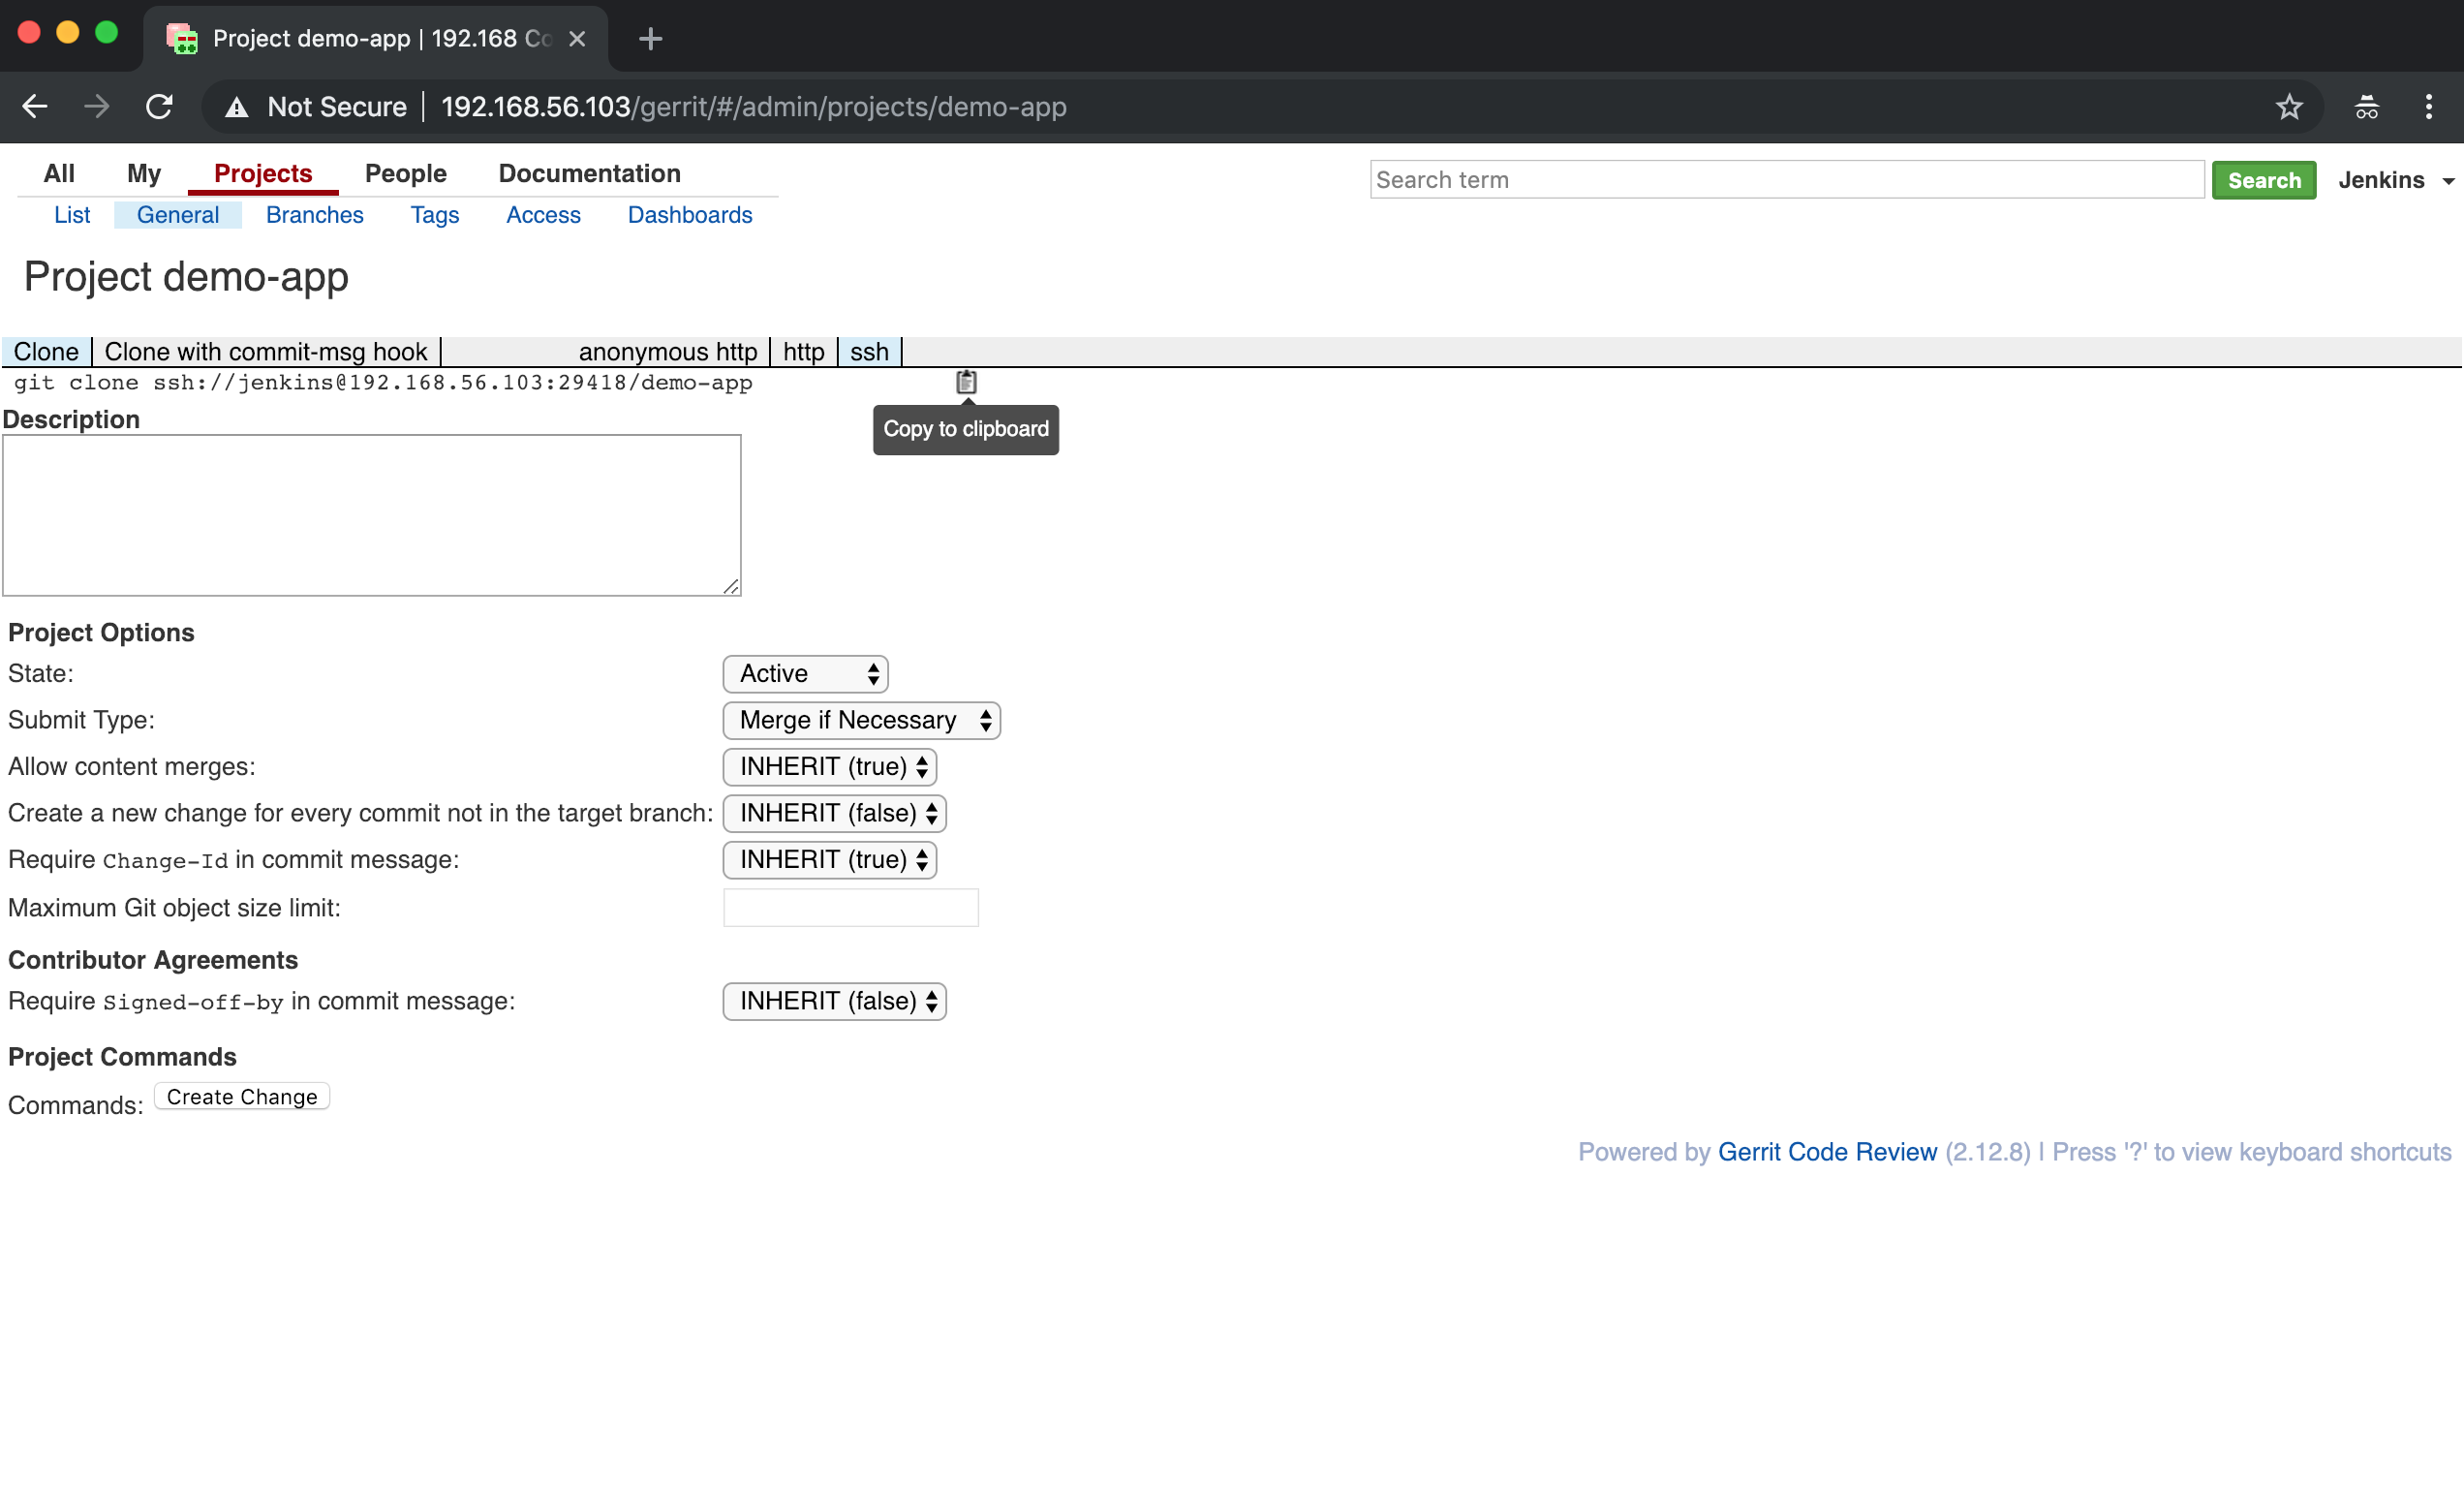 Project demo-app | 192.168 Co
Not Secure | 192.168.56.103/gerrit/#/admin/projects/demo-app
All My Projects People Documentation
Search term Search Jenkins
List General Branches Tags Access Dashboards
Project demo-app
Clone Clone with commit-msg hook anonymous http http ssh
git clone ssh://jenkins@192.168.56.103:29418/demo-app
Copy to clipboard
Description
Project Options
State: Active
Submit Type: Merge if Necessary
Allow content merges: INHERIT (true)
Create a new change for every commit not in the target branch: INHERIT (false)
Require Change-Id in commit message: INHERIT (true)
Maximum Git object size limit:
Contributor Agreements
Require Signed-off-by in commit message: INHERIT (false)
Project Commands
Commands: Create Change
Powered by Gerrit Code Review (2.12.8) | Press '?' to view keyboard shortcuts